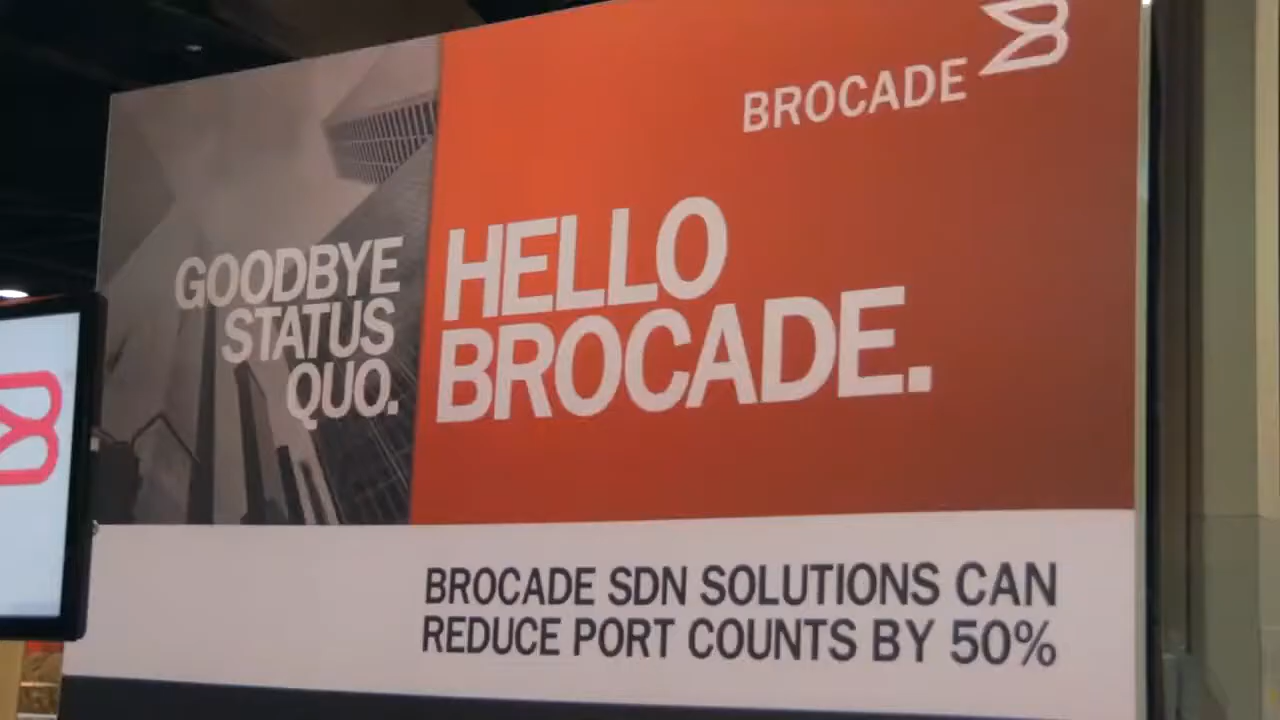 BROCADE
GOODBYE
STATUS
QUO.
HELLO
BROCADE.
BROCADE SDN SOLUTIONS CAN
REDUCE PORT COUNTS BY 50%